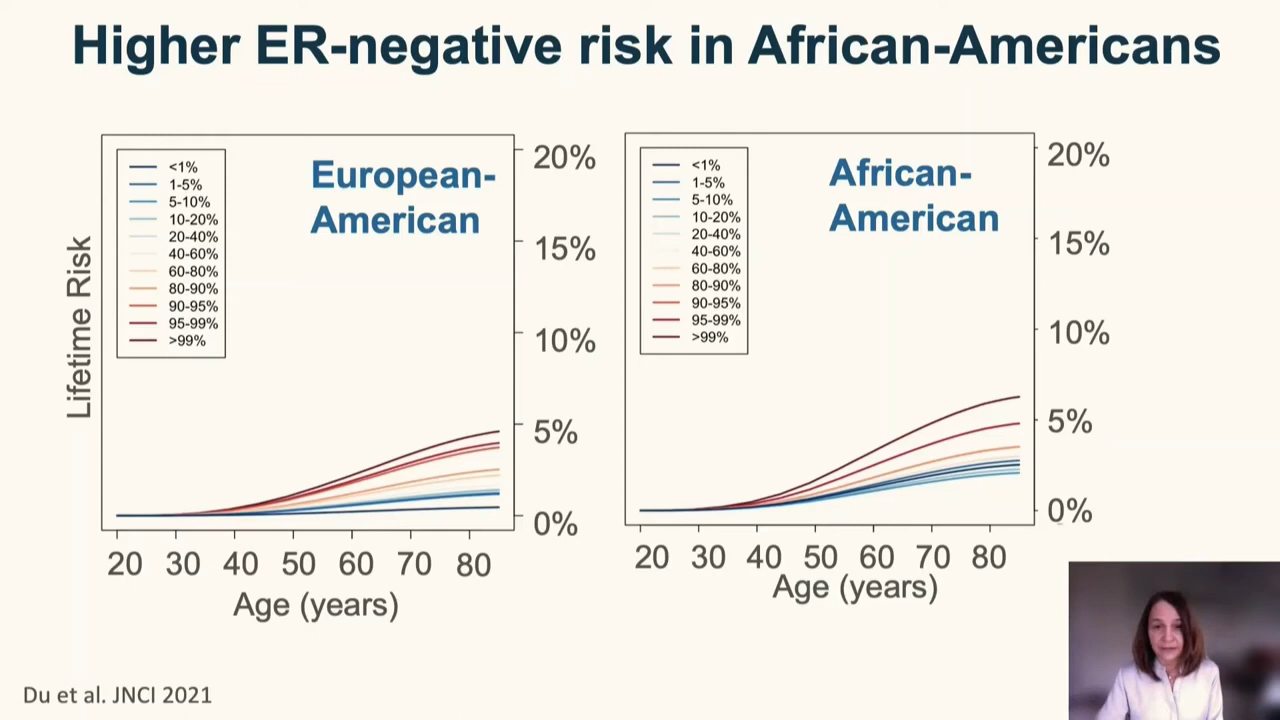 Higher ER-negative risk in African-Americans
European-
American
<1%
1-5%
5-10%
10-20%
20-40%
40-60%
60-80%
80-90%
90-95%
95-99%
>99%
Lifetime Risk
20%
15%
10%
5%
0%
20 30 40 50 60 70 80
Age (years)
African-
American
<1%
1-5%
5-10%
10-20%
20-40%
40-60%
60-80%
80-90%
90-95%
95-99%
>99%
20%
15%
10%
5%
0%
20 30 40 50 60 70 80
Age (years)
Du et al. JNCI 2021